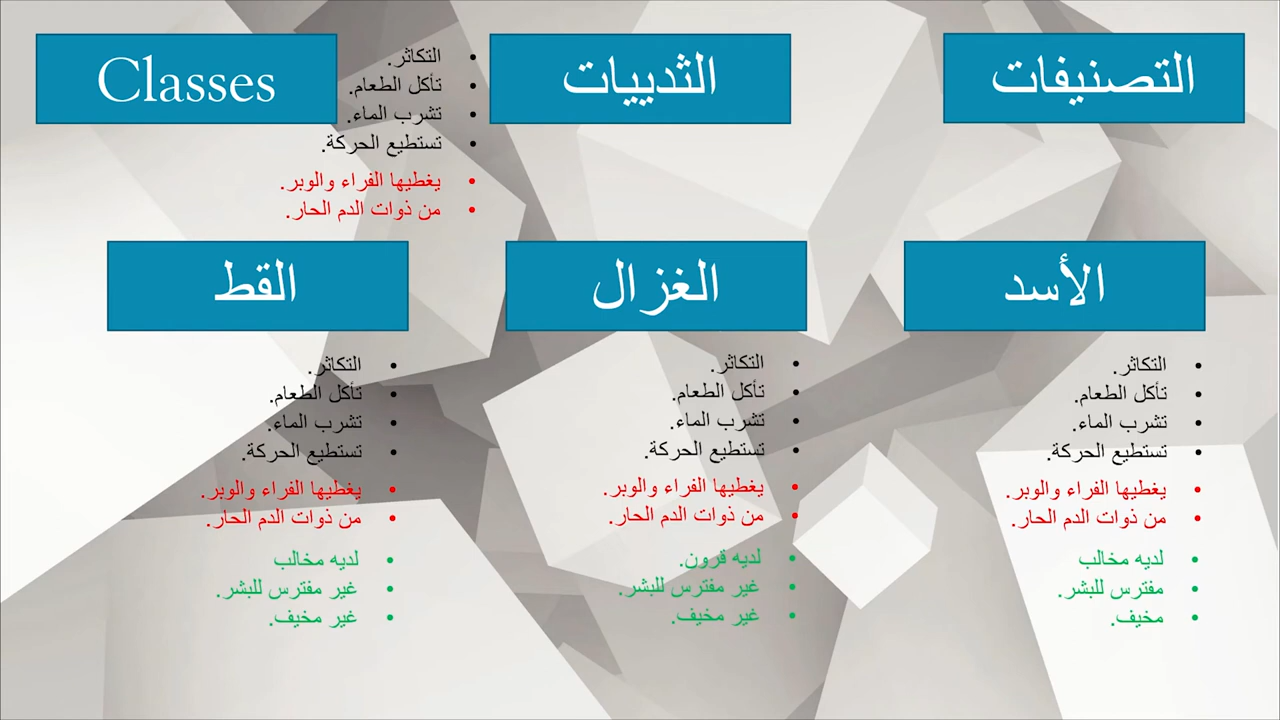 التصنيفات
الثدييات
Classes
التكاثر.
تأكل الطعام.
تشرب الماء.
تستطيع الحركة.
يغطيها الفراء والوبر.
من ذوات الدم الحار.
الأسد
التكاثر.
تأكل الطعام.
تشرب الماء.
تستطيع الحركة.
يغطيها الفراء والوبر.
من ذوات الدم الحار.
لديه مخالب
مفترس للبشر.
مخيف.
الغزال
التكاثر.
تأكل الطعام.
تشرب الماء.
تستطيع الحركة.
يغطيها الفراء والوبر.
من ذوات الدم الحار.
لديه قرون.
غير مفترس للبشر.
غير مخيف.
القط
التكاثر.
تأكل الطعام.
تشرب الماء.
تستطيع الحركة.
يغطيها الفراء والوبر.
من ذوات الدم الحار.
لديه مخالب
غير مفترس للبشر.
غير مخيف.